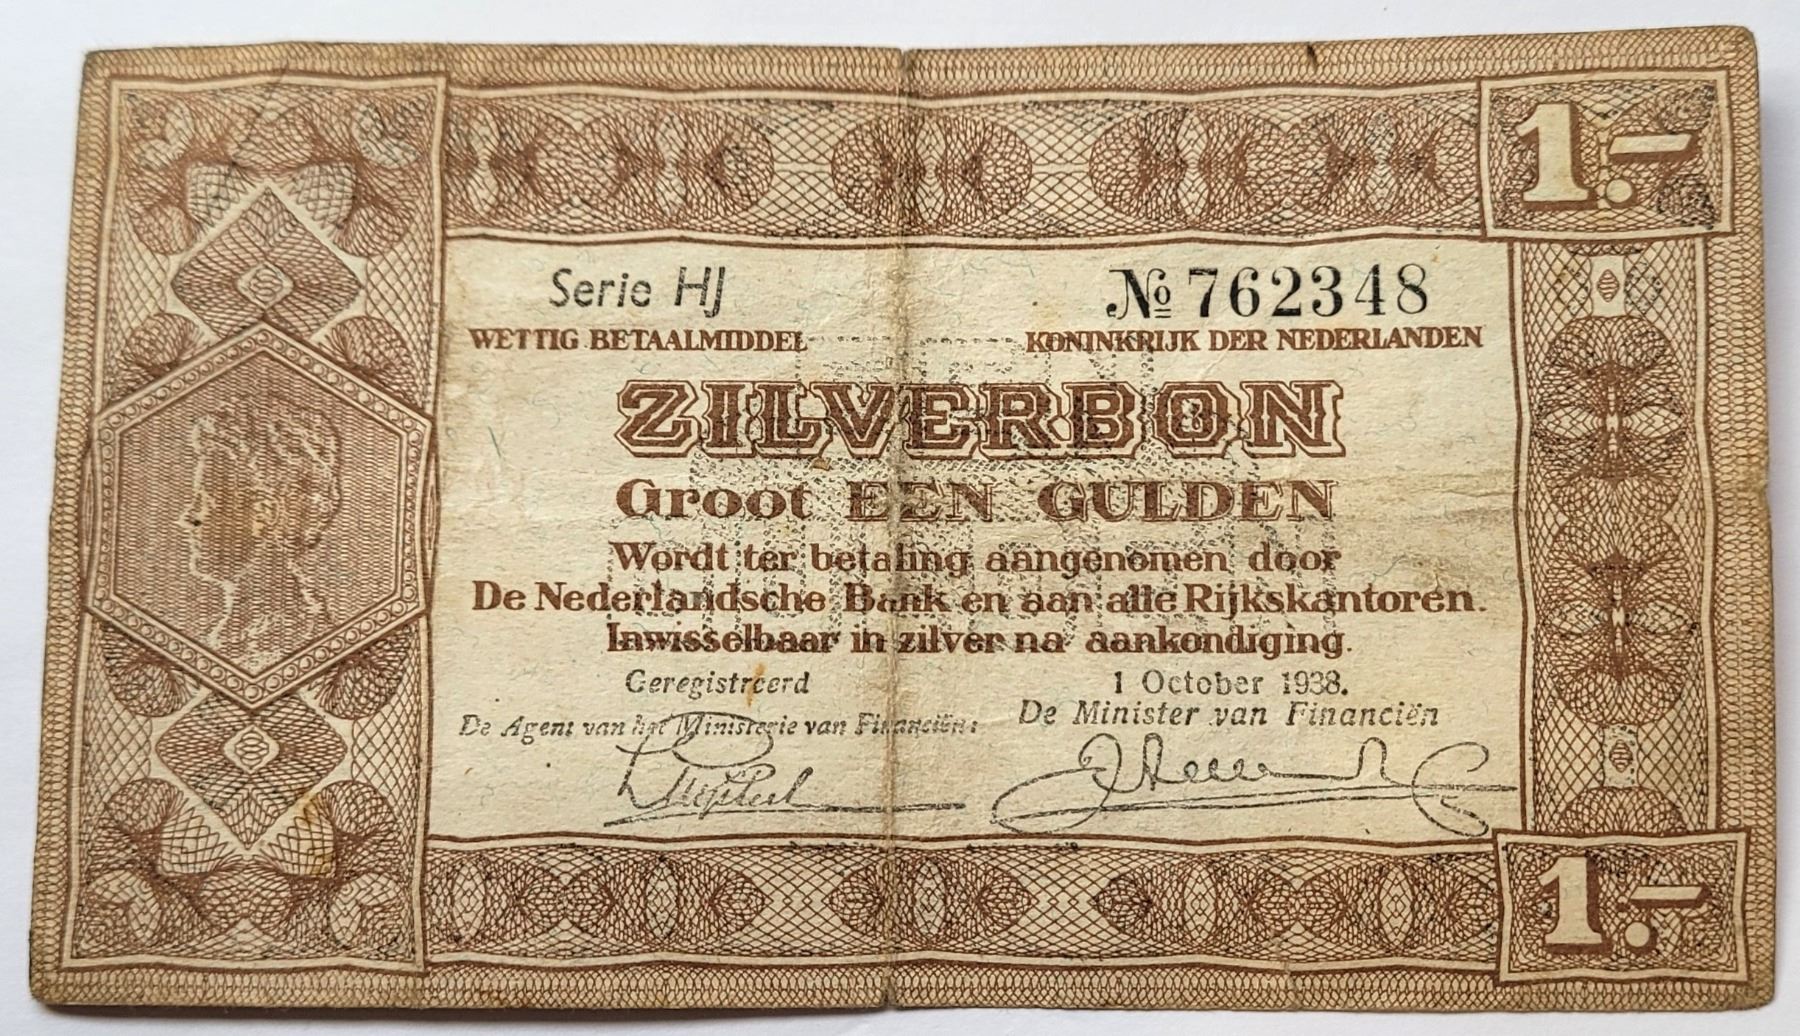 1.-
Serie HJ
№ 762348
WETTIG BETAALMIDDEL
KONINKRIJK DER NEDERLANDEN
ZILVERBON
Groot EEN GULDEN
Wordt ter betaling aangenomen door
De Nederlandsche Bank en aan alle Rijkskantoren.
Inwisselbaar in zilver na aankondiging.
Geregistreerd
1 October 1938.
De Agent van het Ministerie van Financiën:
De Minister van Financiën
1.-